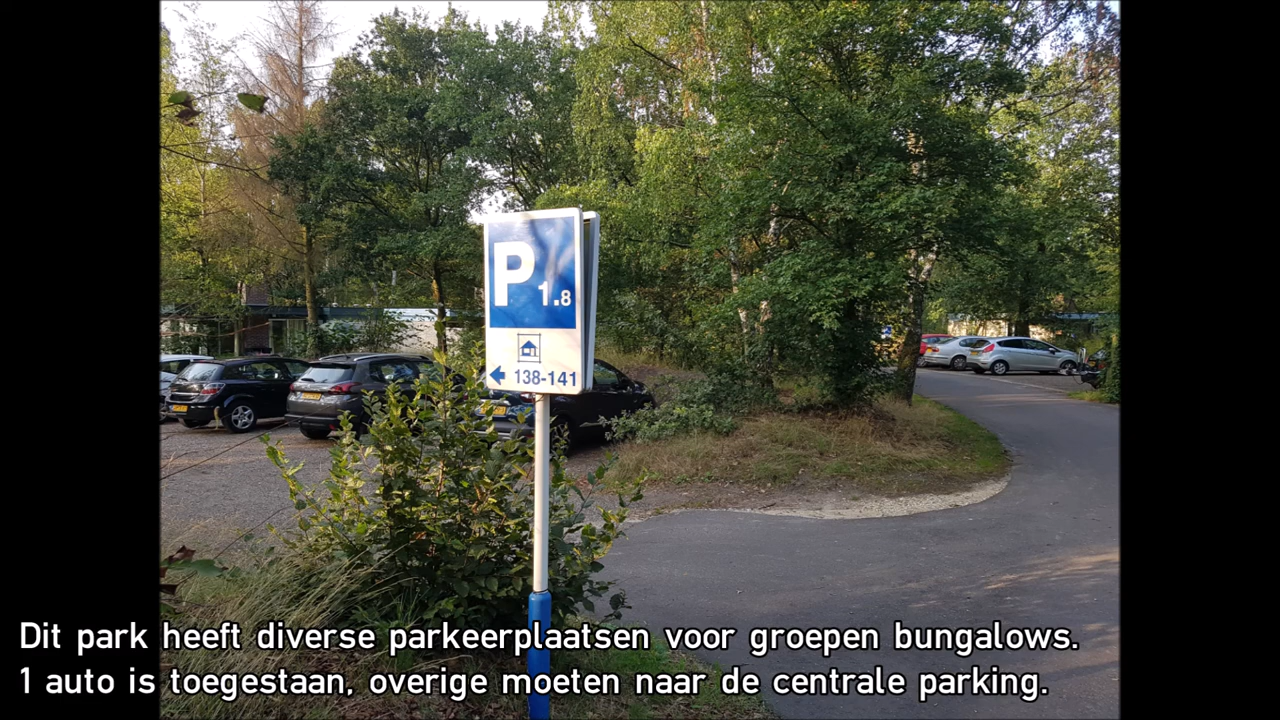 P 1.8
138-141
Dit park heeft diverse parkeerplaatsen voor groepen bungalows.
1 auto is toegestaan, overige moeten naar de centrale parking.